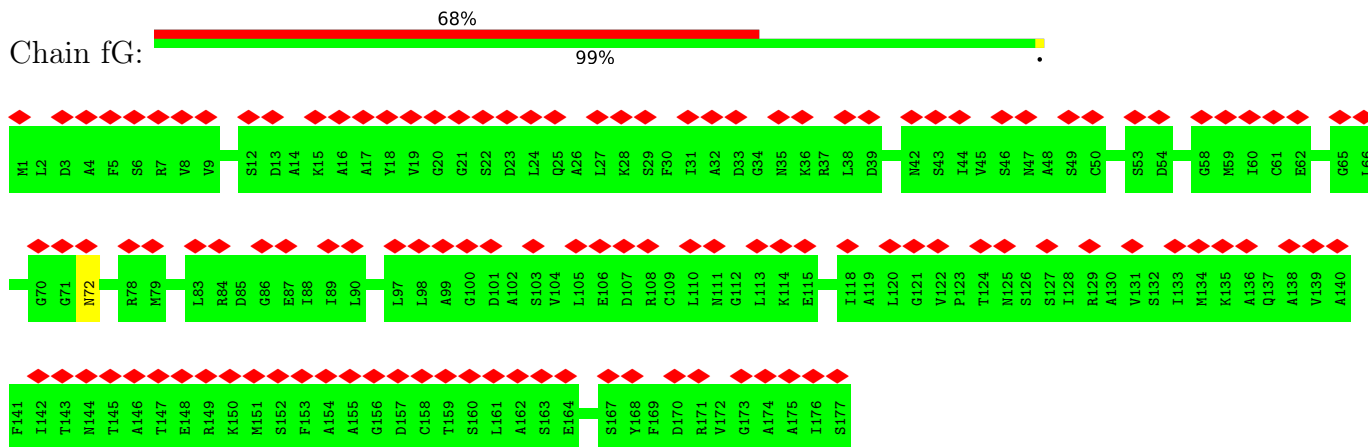 68%
Chain fG:
99%
.
M1 L2 D3 A4 F5 S6 R7 V8 V9 S12 D13 A14 K15 A16 A17 Y18 V19 G20 G21 S22 D23 L24 Q25 A26 L27 K28 S29 F30 I31 A32 D33 G34 N35 K36 R37 L38 D39 N42 S43 I44 V45 S46 N47 A48 S49 C50 S53 D54 G58 M59 I60 C61 E62 G65 L66
G70 G71 N72 R78 M79 L83 R84 D85 G86 E87 I88 I89 L90 L97 L98 A99 G100 D101 A102 S103 V104 L105 E106 D107 R108 C109 L110 N111 G112 L113 K114 E115 I118 A119 L120 G121 V122 P123 T124 N125 S126 S127 I128 R129 A130 V131 S132 I133 M134 K135 A136 Q137 A138 V139 A140
F141 I142 T143 N144 T145 A146 T147 E148 R149 K150 M151 S152 F153 A154 A155 G156 D157 C158 T159 S160 L161 A162 S163 E164 S167 Y168 F169 D170 R171 V172 G173 A174 A175 I176 S177